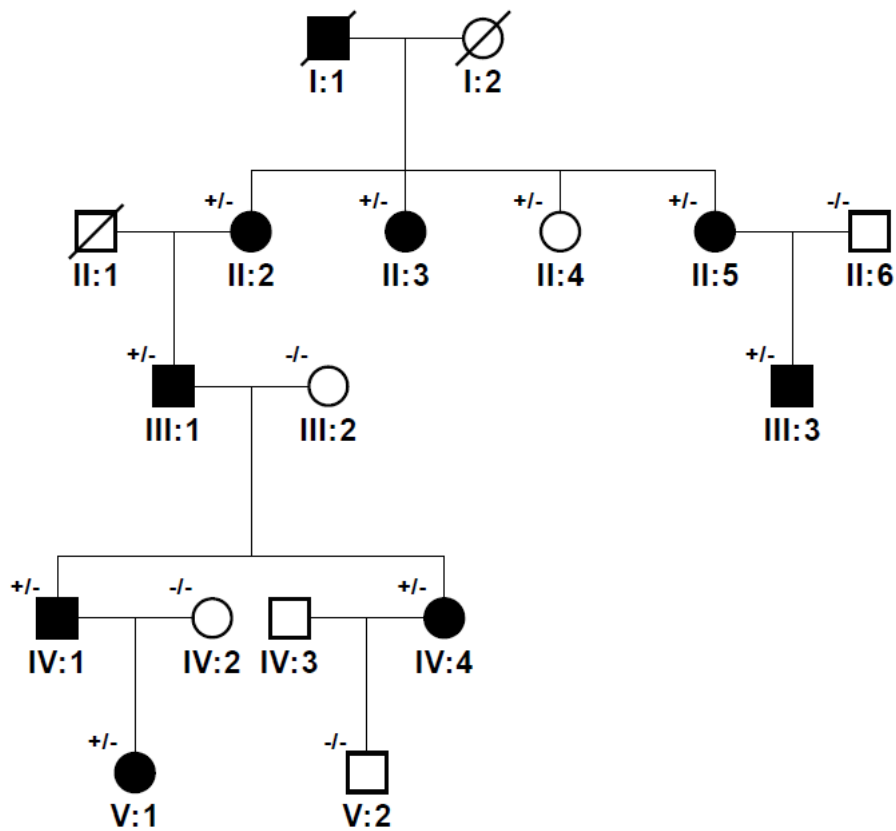 I:1 I:2
+/- +/- +/- +/- -/-
II:1 II:2 II:3 II:4 II:5 II:6
+/- -/- +/-
III:1 III:2 III:3
+/- -/- +/-
IV:1 IV:2 IV:3 IV:4
+/- -/-
V:1 V:2